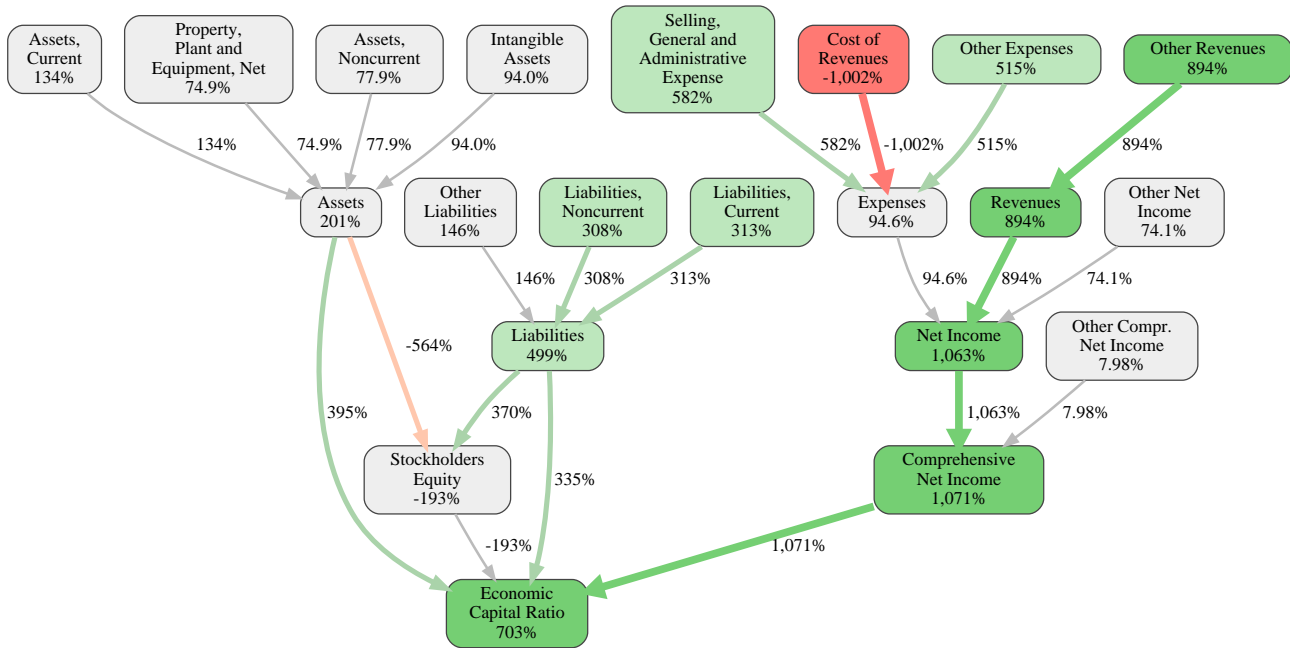 Assets,
Current
134%
Property,
Plant and
Equipment, Net
74.9%
Assets,
Noncurrent
77.9%
Intangible
Assets
94.0%
Selling,
General and
Administrative
Expense
582%
Cost of
Revenues
-1,002%
Other Expenses
515%
Other Revenues
894%
134%
74.9%
77.9%
94.0%
582%
-1,002%
515%
894%
Assets
201%
Other
Liabilities
146%
Liabilities,
Noncurrent
308%
Liabilities,
Current
313%
Expenses
94.6%
Revenues
894%
Other Net
Income
74.1%
146%
308%
313%
94.6%
894%
74.1%
-564%
Liabilities
499%
Net Income
1,063%
Other Compr.
Net Income
7.98%
395%
370%
335%
1,063%
7.98%
Stockholders
Equity
-193%
Comprehensive
Net Income
1,071%
-193%
1,071%
Economic
Capital Ratio
703%